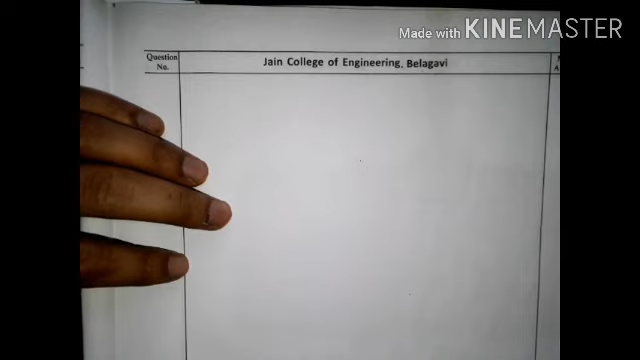 Made with KINEMASTER
Question No.
Jain College of Engineering, Belagavi